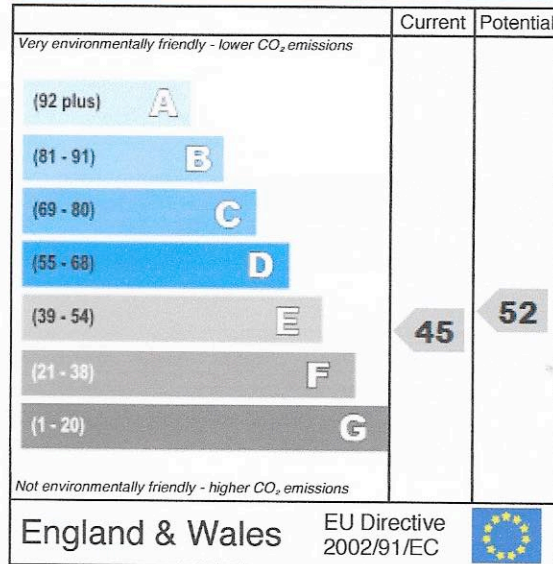 Current Potential
Very environmentally friendly - lower CO₂ emissions
(92 plus) A
(81 - 91) B
(69 - 80) C
(55 - 68) D
(39 - 54) E
(21 - 38) F
(1 - 20) G
45
52
Not environmentally friendly - higher CO₂ emissions
England & Wales
EU Directive
2002/91/EC